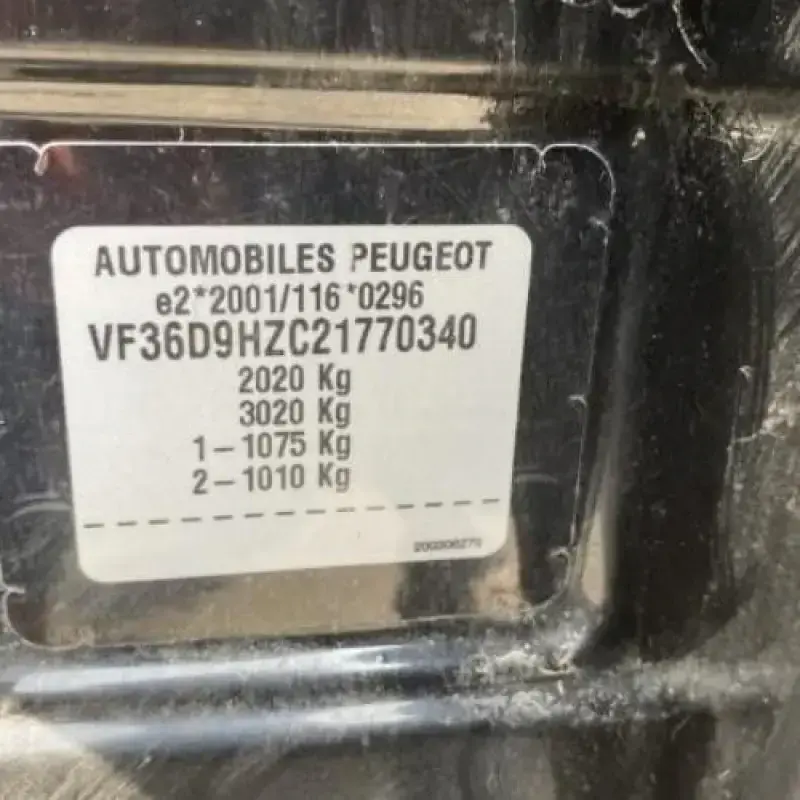 AUTOMOBILES PEUGEOT
e2*2001/116*0296
VF36D9HZC21770340
2020 Kg
3020 Kg
1-1075 Kg
2-1010 Kg